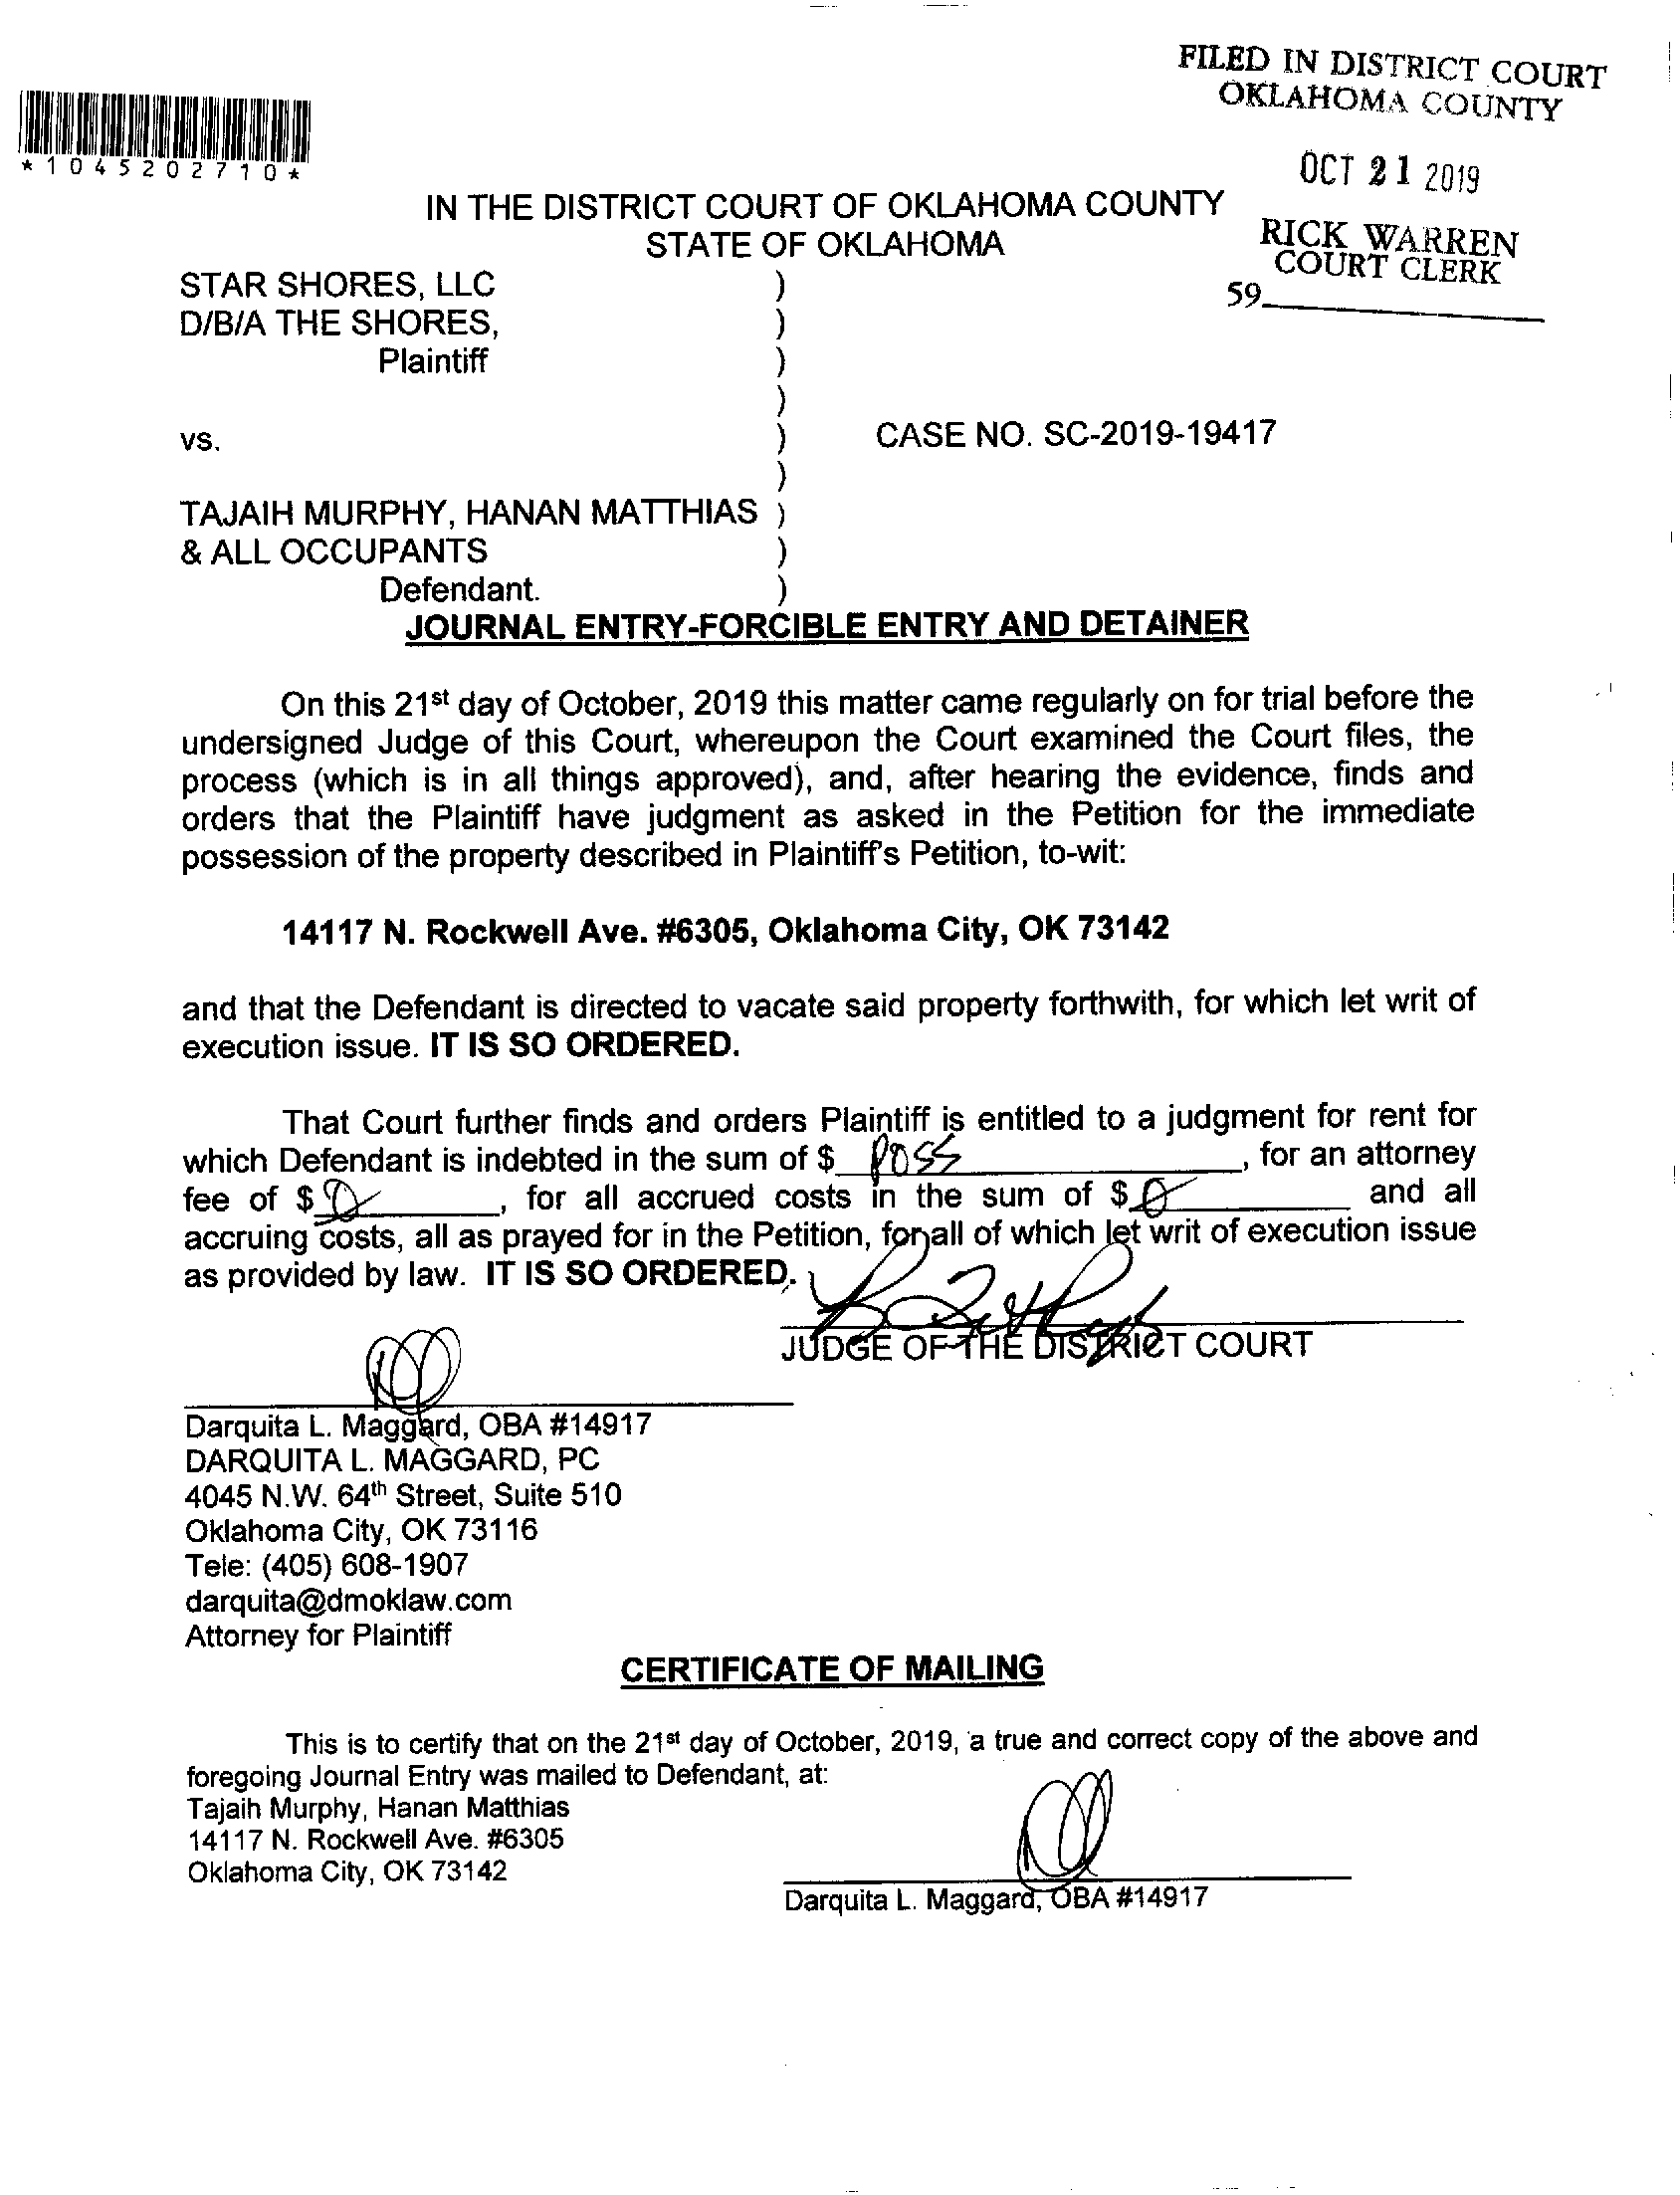 FILED IN DISTRICT COURT
OKLAHOMA COUNTY
*1045202710*
OCT 21 2019
IN THE DISTRICT COURT OF OKLAHOMA COUNTY
STATE OF OKLAHOMA
RICK WARREN
COURT CLERK
59
STAR SHORES, LLC )
D/B/A THE SHORES, )
Plaintiff )
)
vs. ) CASE NO. SC-2019-19417
)
TAJAIH MURPHY, HANAN MATTHIAS )
& ALL OCCUPANTS )
Defendant. )
JOURNAL ENTRY-FORCIBLE ENTRY AND DETAINER
On this 21st day of October, 2019 this matter came regularly on for trial before the
undersigned Judge of this Court, whereupon the Court examined the Court files, the
process (which is in all things approved), and, after hearing the evidence, finds and
orders that the Plaintiff have judgment as asked in the Petition for the immediate
possession of the property described in Plaintiff's Petition, to-wit:
14117 N. Rockwell Ave. #6305, Oklahoma City, OK 73142
and that the Defendant is directed to vacate said property forthwith, for which let writ of
execution issue. IT IS SO ORDERED.
That Court further finds and orders Plaintiff is entitled to a judgment for rent for
which Defendant is indebted in the sum of $ poss, for an attorney
fee of $ 0, for all accrued costs in the sum of $ 0 and all
accruing costs, all as prayed for in the Petition, for all of which let writ of execution issue
as provided by law. IT IS SO ORDERED.
JUDGE OF THE DISTRICT COURT
Darquita L. Maggard, OBA #14917
DARQUITA L. MAGGARD, PC
4045 N.W. 64th Street, Suite 510
Oklahoma City, OK 73116
Tele: (405) 608-1907
darquita@dmoklaw.com
Attorney for Plaintiff
CERTIFICATE OF MAILING
This is to certify that on the 21st day of October, 2019, a true and correct copy of the above and
foregoing Journal Entry was mailed to Defendant, at:
Tajaih Murphy, Hanan Matthias
14117 N. Rockwell Ave. #6305
Oklahoma City, OK 73142
Darquita L. Maggard, OBA #14917